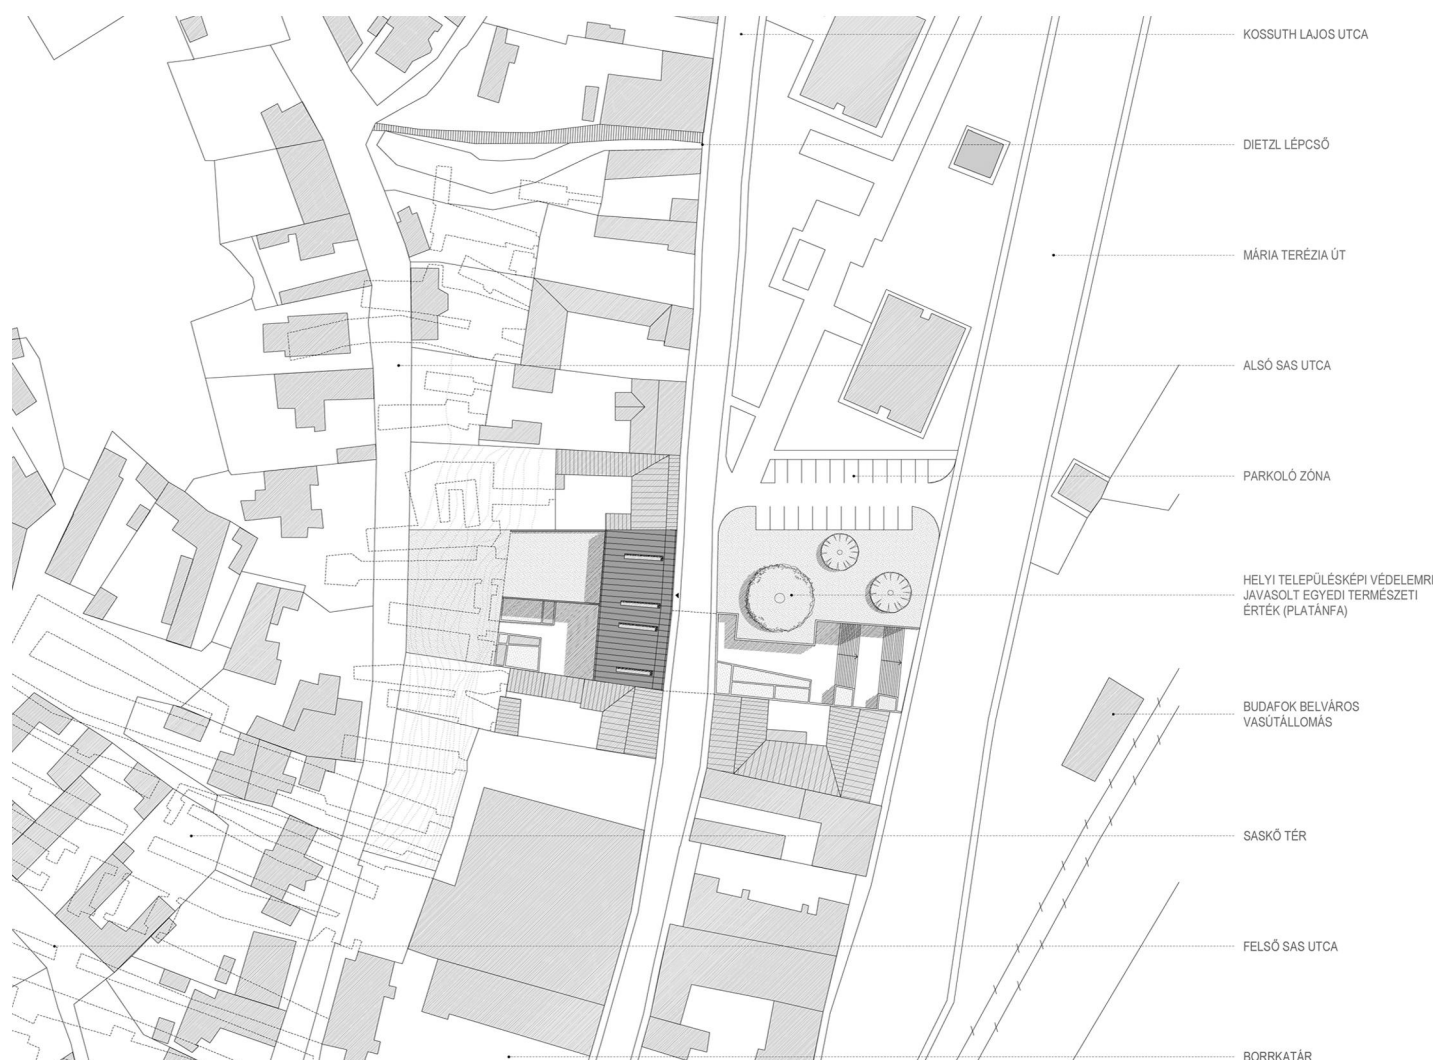 KOSSUTH LAJOS UTCA
DIETZL LÉPCSŐ
MÁRIA TERÉZIA ÚT
ALSÓ SAS UTCA
PARKOLÓ ZÓNA
HELYI TELEPÜLÉSKÉPI VÉDELEMRE
JAVASOLT EGYEDI TERMÉSZETI
ÉRTÉK (PLATÁNFA)
BUDAFOK BELVÁROS
VASÚTÁLLOMÁS
SASKŐ TÉR
FELSŐ SAS UTCA
BORRKATÁR